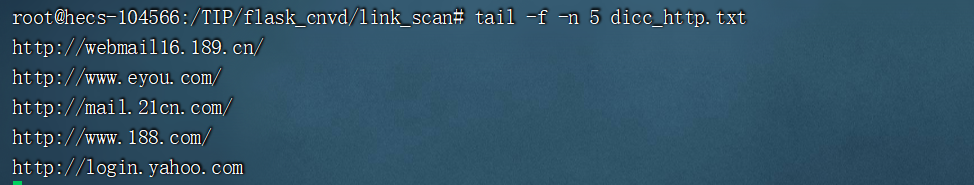 root@hecs-104566:/TIP/flask_cnvd/link_scan# tail -f -n 5 dicc_http.txt
http://webmail16.189.cn/
http://www.eyou.com/
http://mail.21cn.com/
http://www.188.com/
http://login.yahoo.com